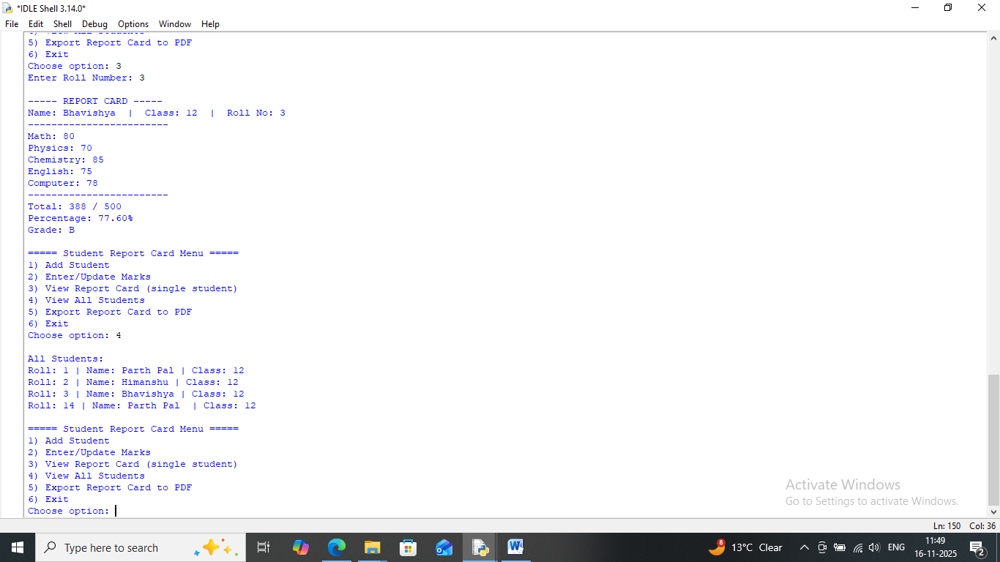 *IDLE Shell 3.14.0*
File Edit Shell Debug Options Window Help
5) Export Report Card to PDF
6) Exit
Choose option: 3
Enter Roll Number: 3
----- REPORT CARD -----
Name: Bhavishya | Class: 12 | Roll No: 3
------------------------
Math: 80
Physics: 70
Chemistry: 85
English: 75
Computer: 78
------------------------
Total: 388 / 500
Percentage: 77.60%
Grade: B
===== Student Report Card Menu =====
1) Add Student
2) Enter/Update Marks
3) View Report Card (single student)
4) View All Students
5) Export Report Card to PDF
6) Exit
Choose option: 4
All Students:
Roll: 1 | Name: Parth Pal | Class: 12
Roll: 2 | Name: Himanshu | Class: 12
Roll: 3 | Name: Bhavishya | Class: 12
Roll: 14 | Name: Parth Pal  | Class: 12
===== Student Report Card Menu =====
1) Add Student
2) Enter/Update Marks
3) View Report Card (single student)
4) View All Students
5) Export Report Card to PDF
6) Exit
Choose option:
Activate Windows
Go to Settings to activate Windows.
Ln: 150 Col: 36
Type here to search
8
13°C Clear
ENG
11:49
16-11-2025
2